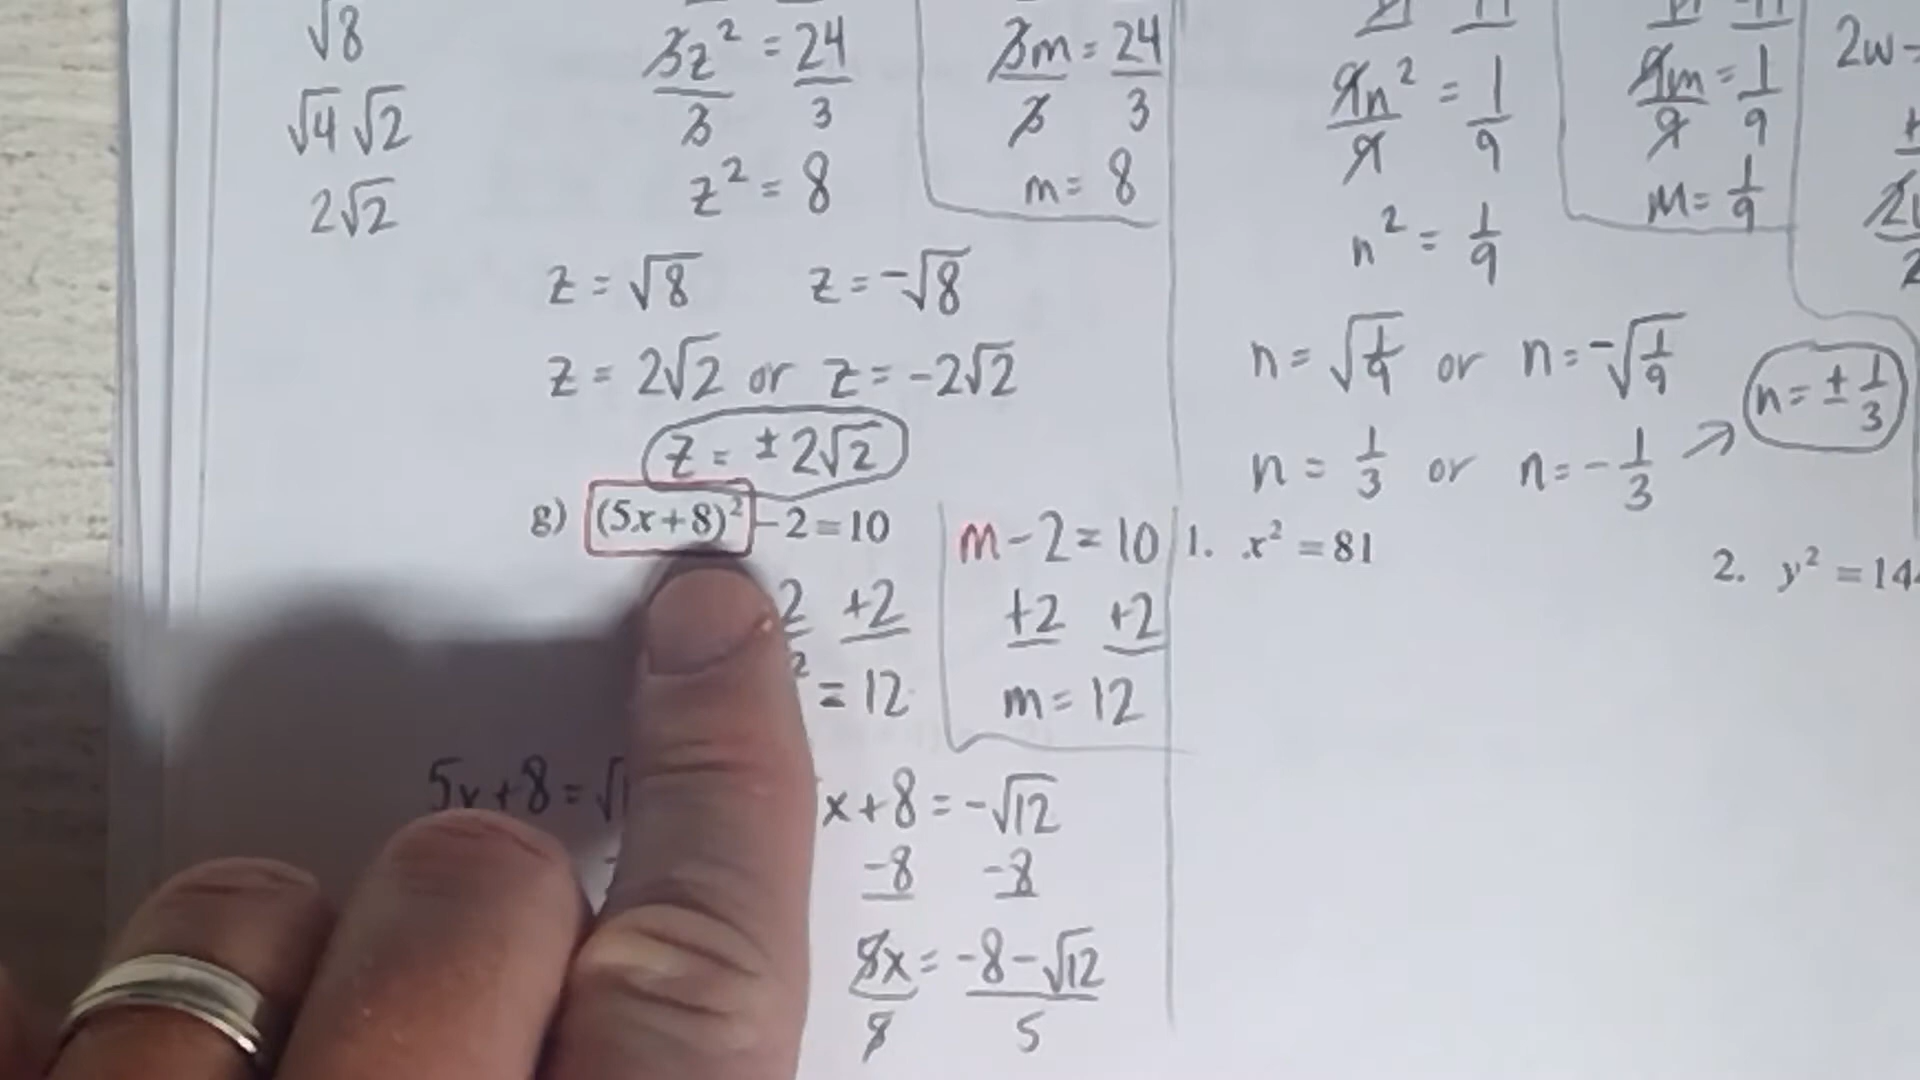 √8
√4 √2
2√2
3z² = 24
3 3
z² = 8
z = √8 z = -√8
z = 2√2 or z = -2√2
z = ± 2√2
3m = 24
3 3
m = 8
9n² = 1
9 9
n² = 1/9
n = √1/9 or n = -√1/9
n = 1/3 or n = -1/3
n = ± 1/3
9m = 1
9 9
m = 1/9
2w-
g) (5x+8)² - 2 = 10
2 +2
² = 12
5x+8 = √1
x+8 = -√12
-8 -8
5x = -8-√12
5 5
m - 2 = 10
+2 +2
m = 12
1. x² = 81
2. y² = 14